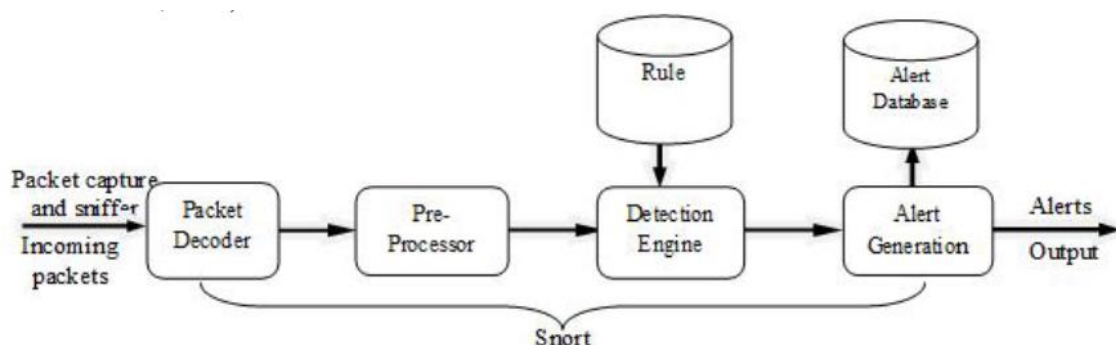 Rule
Alert
Database
Packet capture
and sniffer
Incoming
packets
Packet
Decoder
Pre-
Processor
Detection
Engine
Alert
Generation
Alerts
Output
Snort